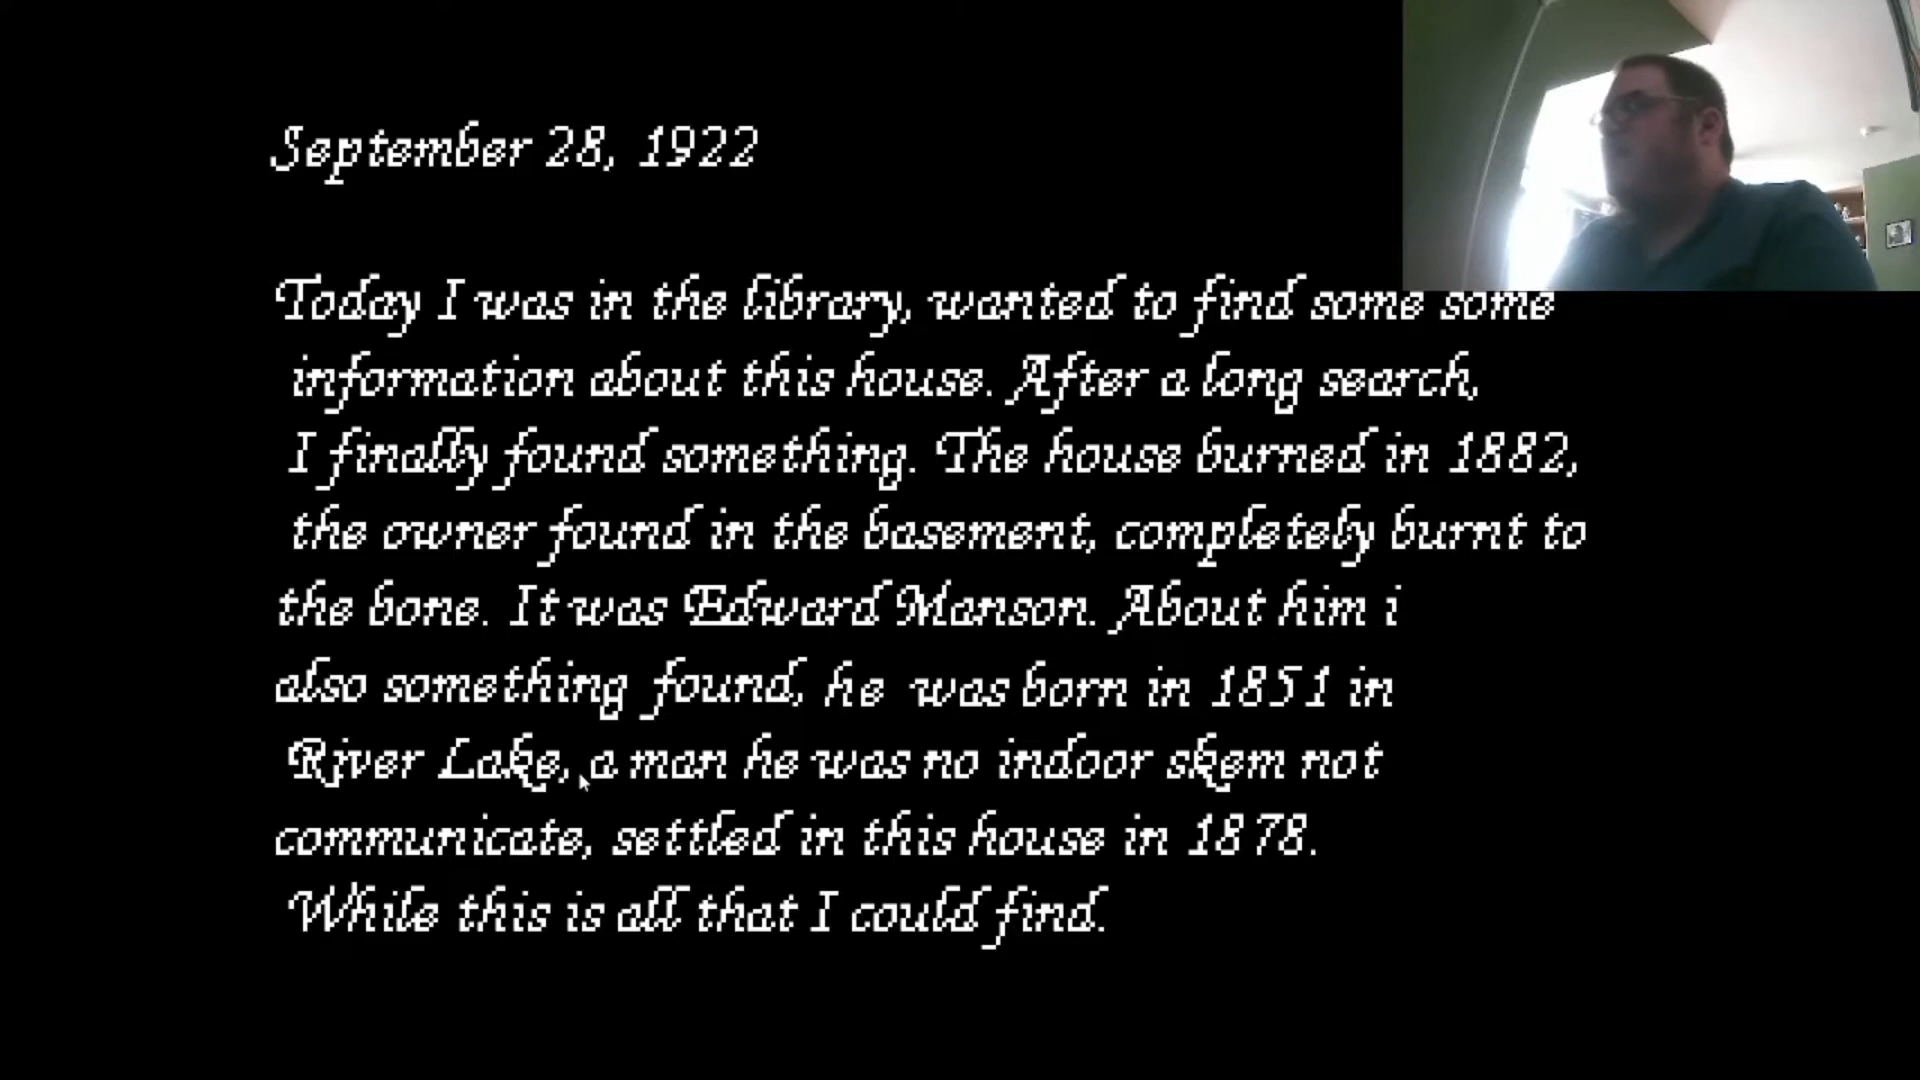 September 28, 1922
Today I was in the library, wanted to find some some
information about this house. After a long search,
I finally found something. The house burned in 1882,
the owner found in the basement, completely burnt to
the bone. It was Edward Manson. About him i
also something found, he was born in 1851 in
River Lake, a man he was no indoor skem not
communicate, settled in this house in 1878.
While this is all that I could find.